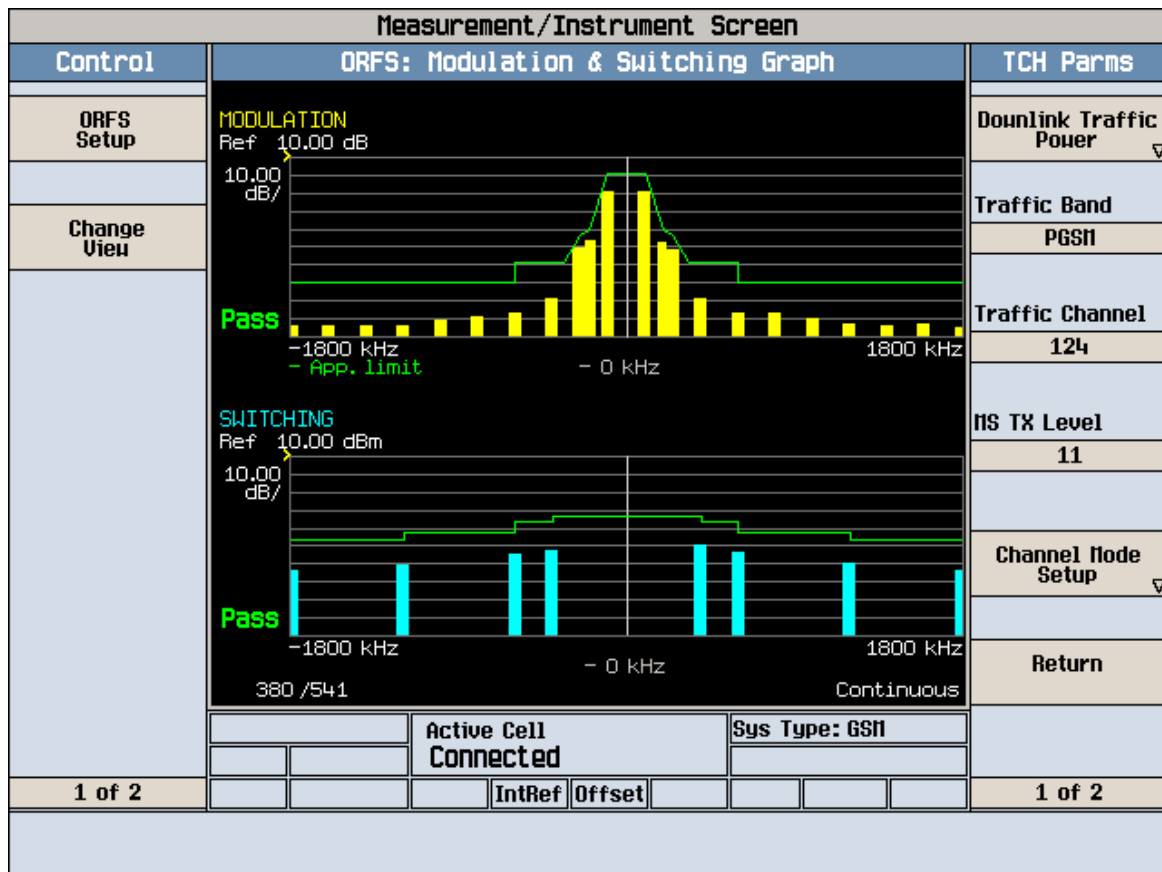 Measurement/Instrument Screen
Control
ORFS: Modulation & Switching Graph
TCH Parms
ORFS
Setup
Change
View
1 of 2
MODULATION
Ref 10.00 dB
10.00
dB/
Pass
-1800 kHz
1800 kHz
- App. limit
- 0 kHz
SWITCHING
Ref 10.00 dBm
10.00
dB/
Pass
-1800 kHz
1800 kHz
- 0 kHz
380 /541
Continuous
Active Cell
Connected
Sys Type: GSM
IntRef
Offset
Downlink Traffic
Power
Traffic Band
PGSM
Traffic Channel
124
MS TX Level
11
Channel Mode
Setup
Return
1 of 2